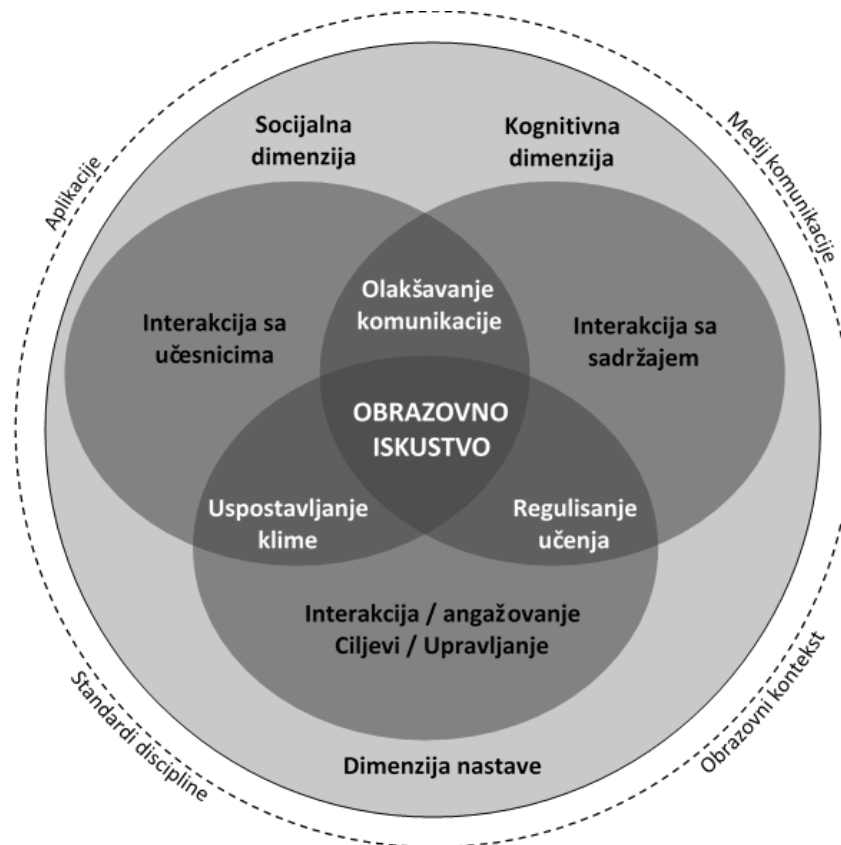 Socijalna
dimenzija
Kognitivna
dimenzija
Aplikacije
Medij komunikacije
Olakšavanje
komunikacije
Interakcija sa
učesnicima
Interakcija sa
sadržajem
OBRAZOVNO
ISKUSTVO
Uspostavljanje
klime
Regulisanje
učenja
Interakcija / angažovanje
Ciljevi / Upravljanje
Standardi discipline
Obrazovni kontekst
Dimenzija nastave